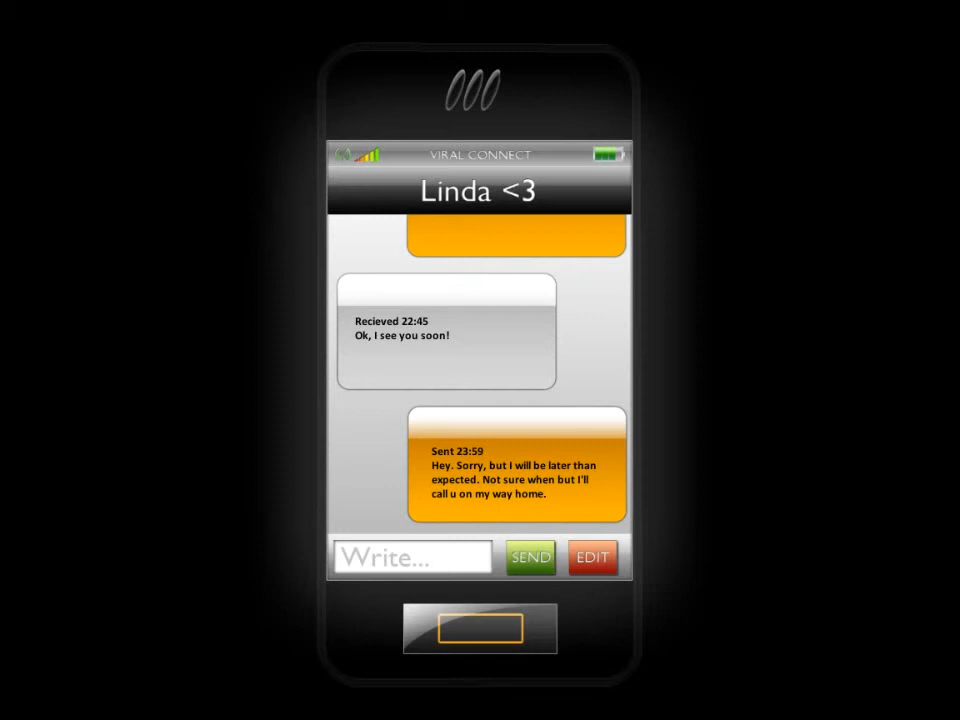 VIRAL CONNECT
Linda <3
Recieved 22:45
Ok, I see you soon!
Sent 23:59
Hey. Sorry, but I will be later than
expected. Not sure when but I'll
call u on my way home.
Write...
SEND
EDIT